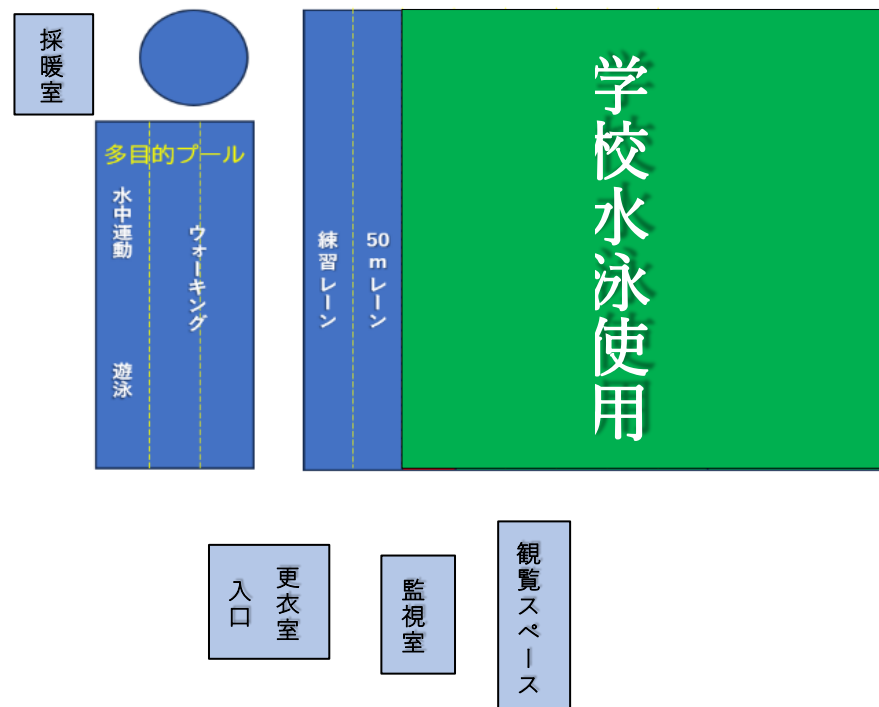 採暖室
多目的プール
水中運動
遊泳
ウォーキング
練習レーン
50mレーン
学校水泳使用
更衣室
入口
監視室
観覧スペース